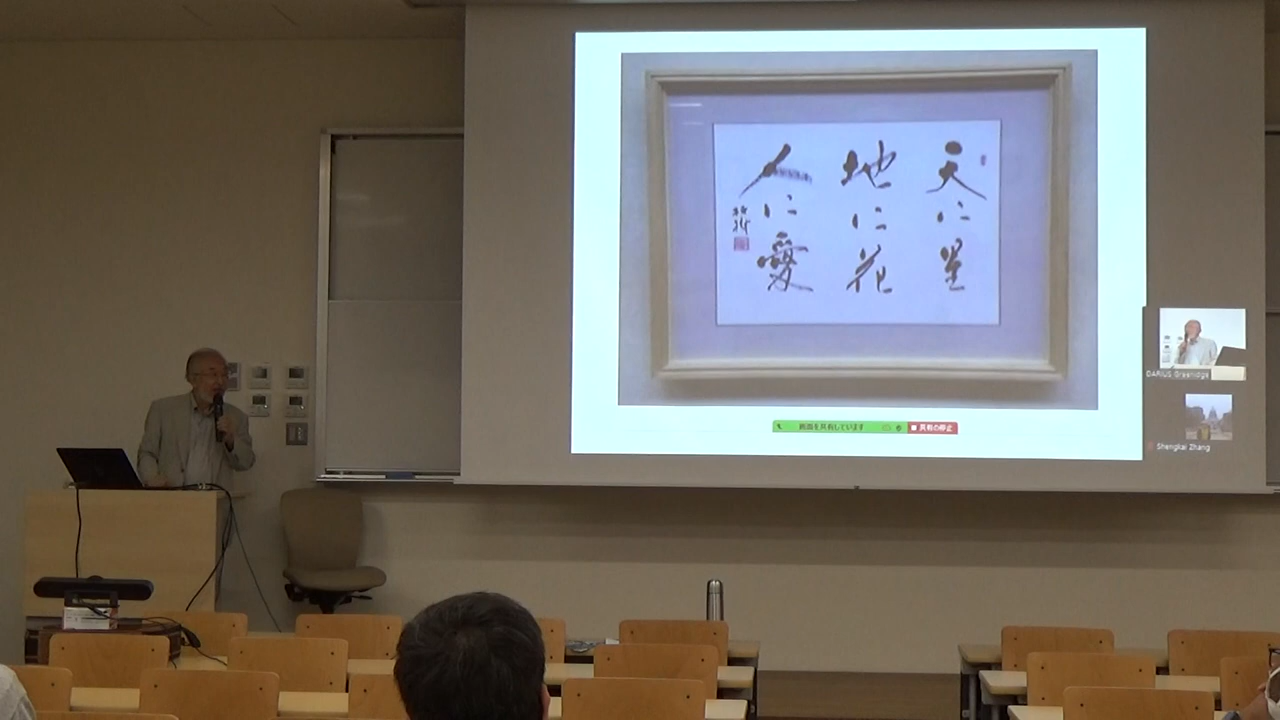 天に星
地に花
人に愛
画面を共有しています
共有の停止
DARIUS Greenidge
Shengkai Zhang